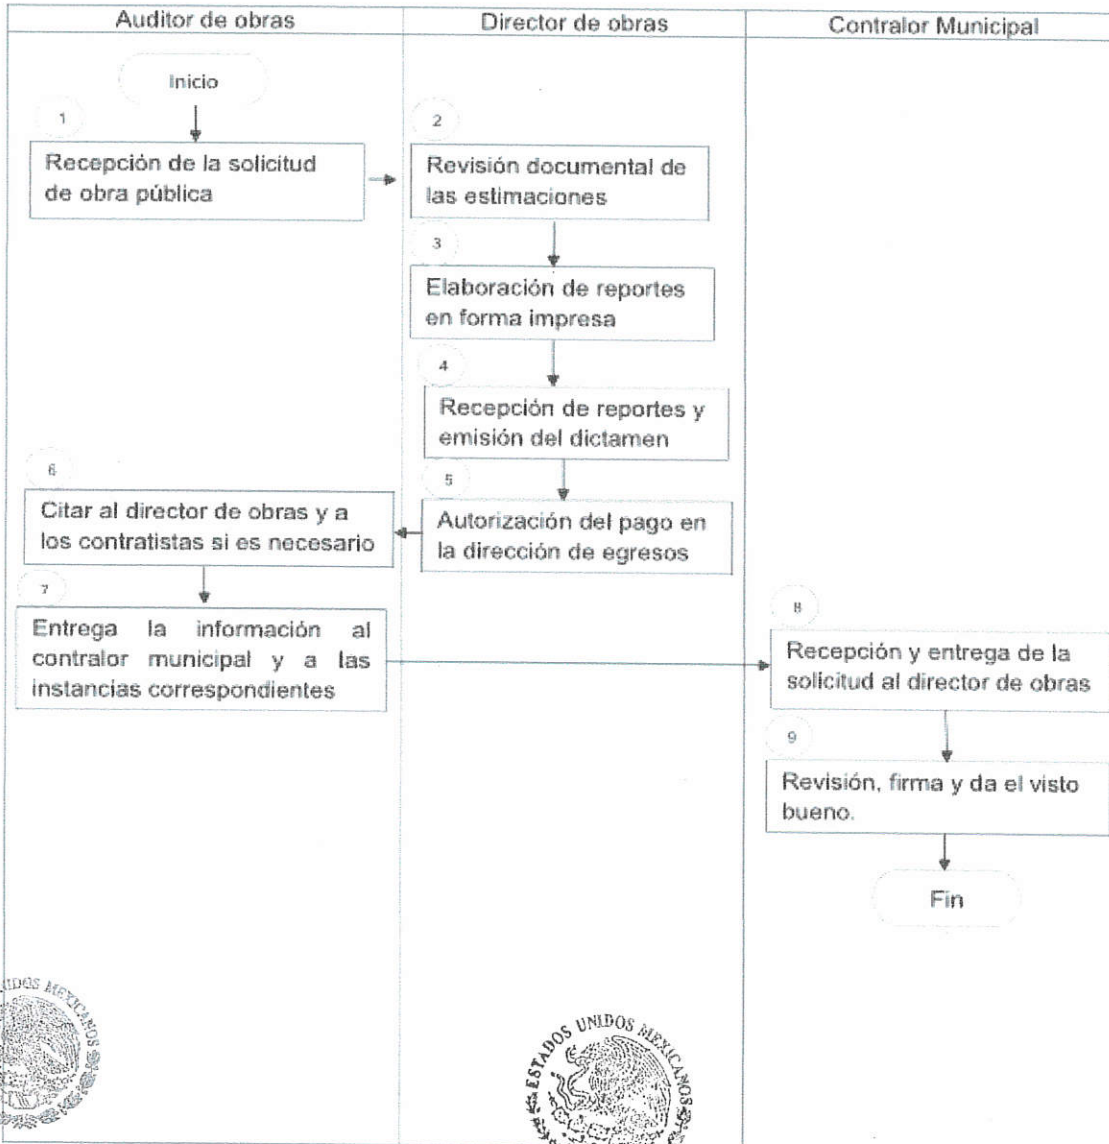 Auditor de obras
Director de obras
Contralor Municipal
Inicio
1
Recepción de la solicitud
de obra pública
2
Revisión documental de
las estimaciones
3
Elaboración de reportes
en forma impresa
4
Recepción de reportes y
emisión del dictamen
5
Autorización del pago en
la dirección de egresos
6
Citar al director de obras y a
los contratistas si es necesario
7
Entrega la información al
contralor municipal y a las
instancias correspondientes
8
Recepción y entrega de la
solicitud al director de obras
9
Revisión, firma y da el visto
bueno.
Fin
UIDOS MEXICANOS
ESTADOS UNIDOS MEXICANOS